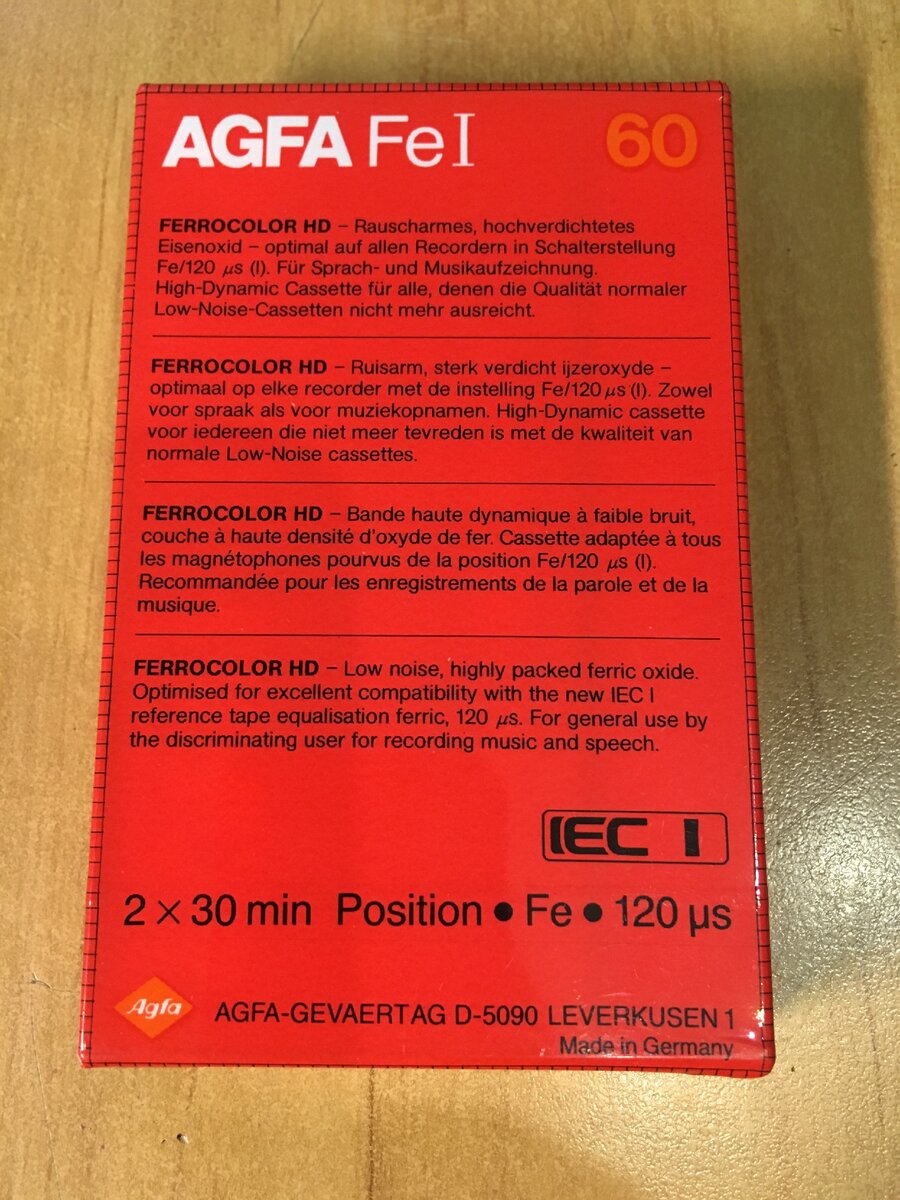 AGFA Fe I 60
FERROCOLOR HD – Rauscharmes, hochverdichtetes
Eisenoxid – optimal auf allen Recordern in Schalterstellung
Fe/120 µs (I). Für Sprach- und Musikaufzeichnung.
High-Dynamic Cassette für alle, denen die Qualität normaler
Low-Noise-Cassetten nicht mehr ausreicht.
FERROCOLOR HD – Ruisarm, sterk verdicht ijzeroxyde –
optimaal op elke recorder met de instelling Fe/120 µs (I). Zowel
voor spraak als voor muziekopnamen. High-Dynamic cassette
voor iedereen die niet meer tevreden is met de kwaliteit van
normale Low-Noise cassettes.
FERROCOLOR HD – Bande haute dynamique à faible bruit,
couche à haute densité d'oxyde de fer. Cassette adaptée à tous
les magnétophones pourvus de la position Fe/120 µs (I).
Recommandée pour les enregistrements de la parole et de la
musique.
FERROCOLOR HD – Low noise, highly packed ferric oxide.
Optimised for excellent compatibility with the new IEC I
reference tape equalisation ferric, 120 µs. For general use by
the discriminating user for recording music and speech.
IEC I
2 × 30 min Position • Fe • 120 µs
Agfa AGFA-GEVAERT AG D-5090 LEVERKUSEN 1
Made in Germany